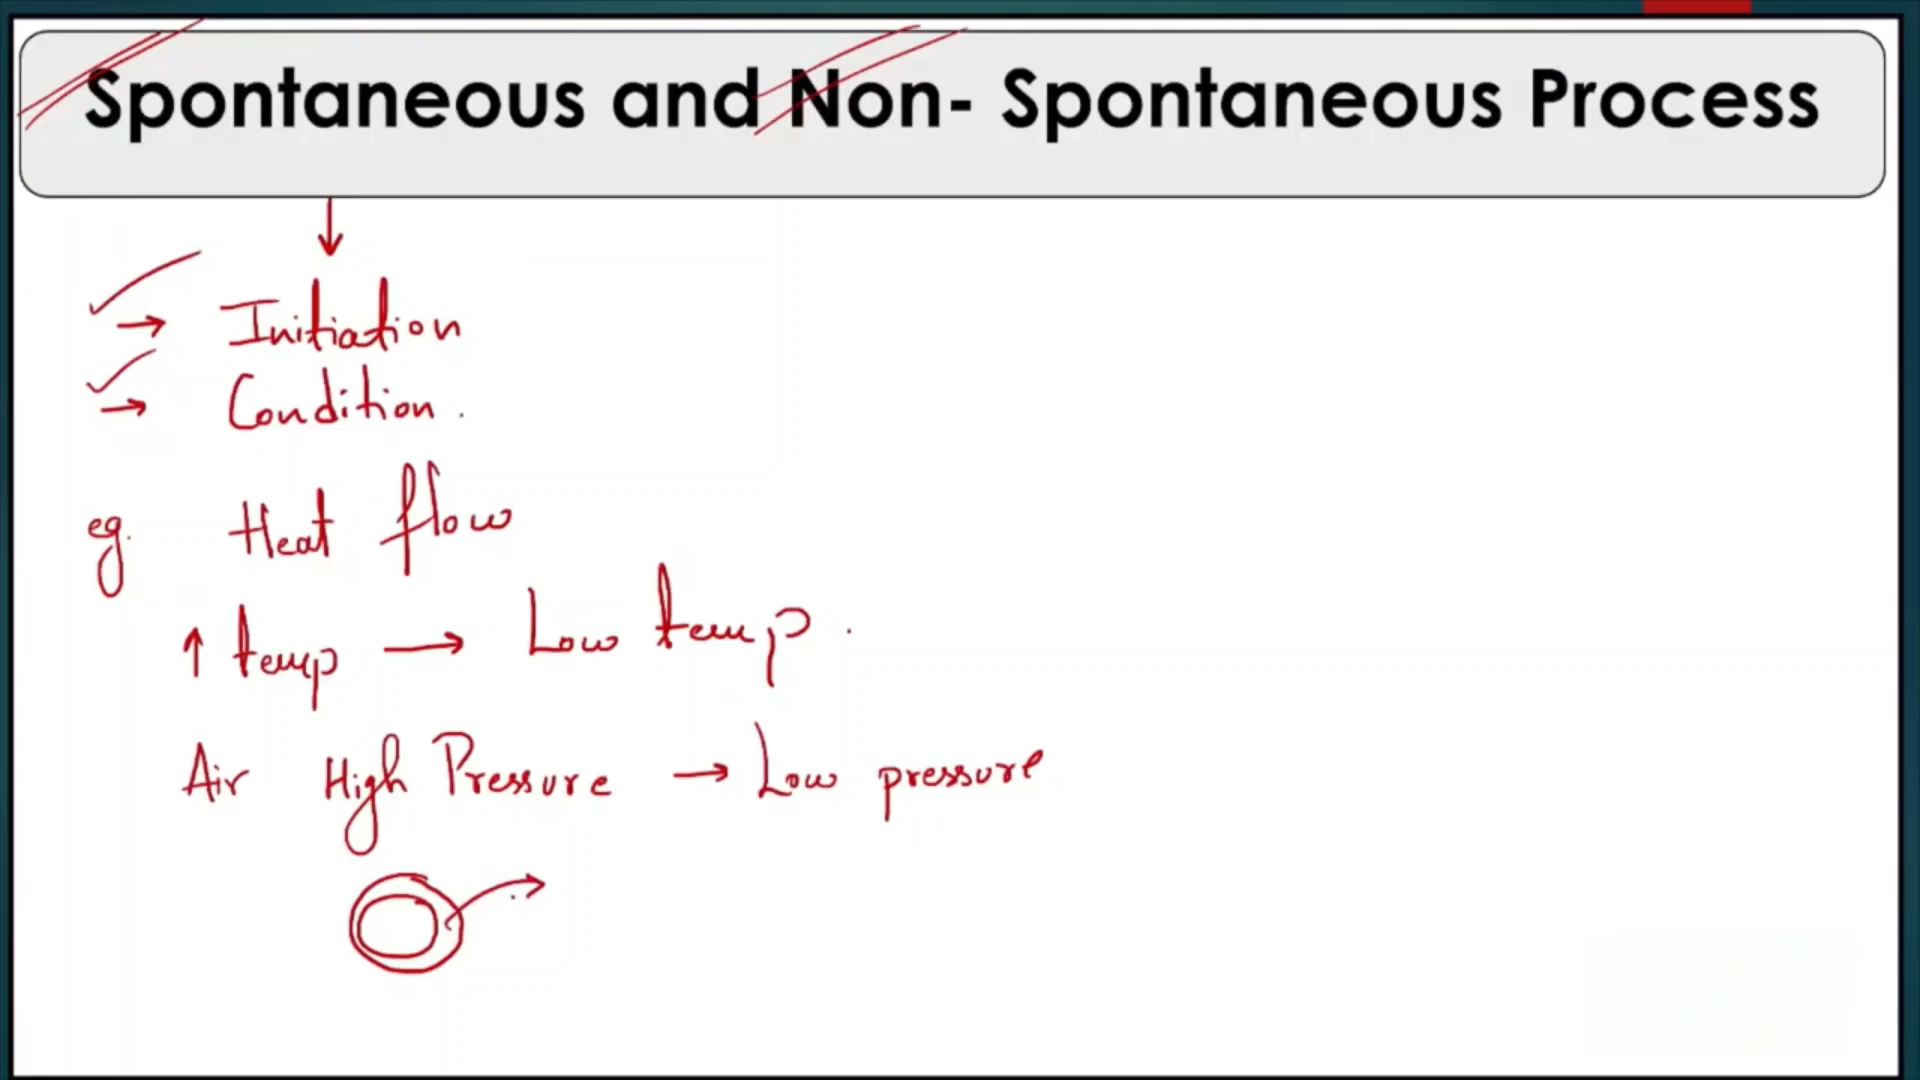 Spontaneous and Non- Spontaneous Process
→ Initiation
→ Condition.
eg. Heat flow
↑ temp → Low temp.
Air High Pressure → Low pressure